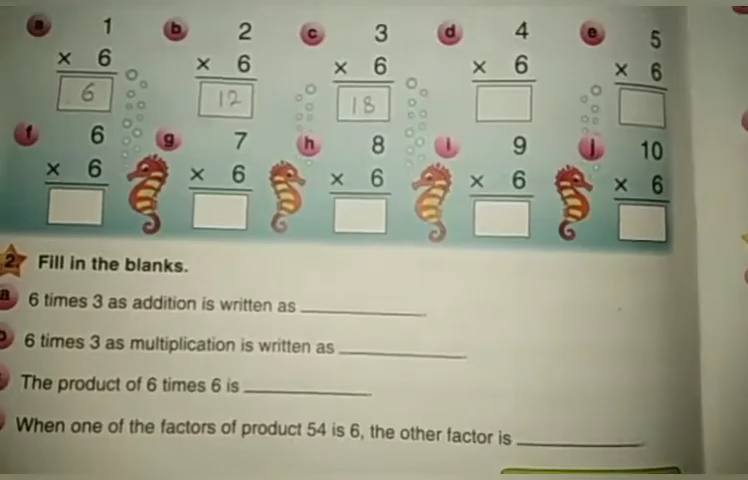 a 1 b 2 c 3 d 4 e 5
× 6 × 6 × 6 × 6 × 6
6 12 18
f 6 g 7 h 8 i 9 j 10
× 6 × 6 × 6 × 6 × 6
2. Fill in the blanks.
a 6 times 3 as addition is written as
b 6 times 3 as multiplication is written as
The product of 6 times 6 is
When one of the factors of product 54 is 6, the other factor is